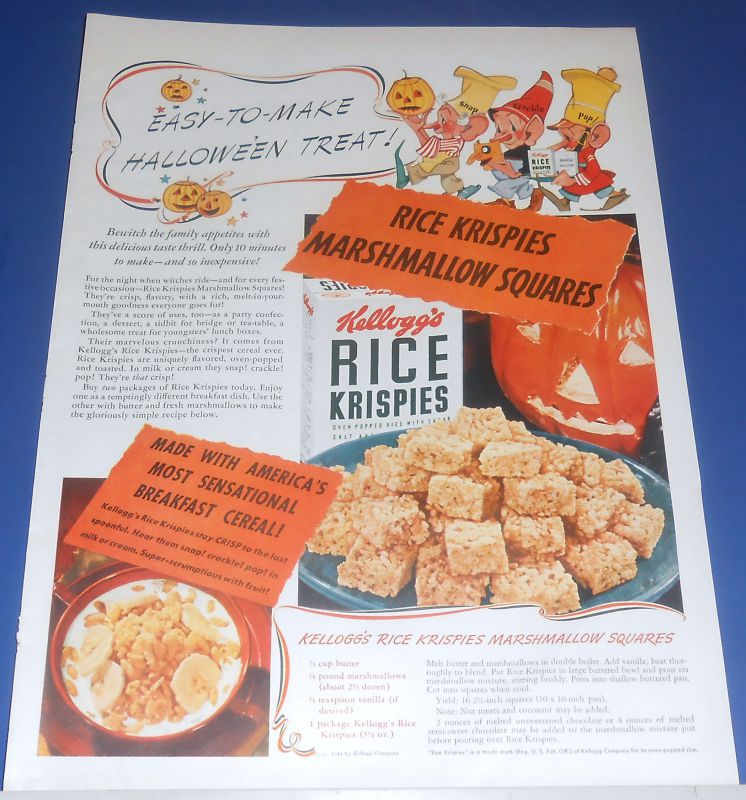 EASY-TO-MAKE
HALLOWE'EN TREAT!
Snap
Crackle
Pop!
Kellogg's
RICE
KRISPIES
Bewitch the family appetites with
this delicious taste thrill. Only 10 minutes
to make—and so inexpensive!
For the night when witches ride—and for every fes-
tive occasion—Rice Krispies Marshmallow Squares!
They're crisp, flavory, with a rich, melt-in-your-
mouth goodness everyone goes for!
They've a score of uses, too—as a party confec-
tion, a dessert, a tidbit for bridge or tea-table, a
wholesome treat for youngsters' lunch boxes.
Their marvelous crunchiness? It comes from
Kellogg's Rice Krispies—the crispest cereal ever.
Rice Krispies are uniquely flavored, oven-popped
and toasted. In milk or cream they snap! crackle!
pop! They're that crisp!
Buy two packages of Rice Krispies today. Enjoy
one as a temptingly different breakfast dish. Use the
other with butter and fresh marshmallows to make
the gloriously simple recipe below.
RICE KRISPIES
MARSHMALLOW SQUARES
Kellogg's
RICE
KRISPIES
OVEN POPPED RICE WITH SUGAR
SALT
MADE WITH AMERICA'S
MOST SENSATIONAL
BREAKFAST CEREAL!
Kellogg's Rice Krispies stay CRISP to the last
spoonful. Hear them snap! crackle! pop! in
milk or cream. Super-scrumptious with fruit!
KELLOGG'S RICE KRISPIES MARSHMALLOW SQUARES
cup butter
pound marshmallows
(about 2½ dozen)
teaspoon vanilla (if
desired)
1 package Kellogg's Rice
Krispies (5½ oz.)
by Kellogg Company
Melt butter and marshmallows in double boiler. Add vanilla; beat thor-
oughly to blend. Put Rice Krispies in large buttered bowl and pour on
marshmallow mixture, stirring briskly. Press into shallow buttered pan.
Cut into squares when cool.
Yield: 16 2½-inch squares (10 x 10-inch pan).
Note: Nut meats and cocoanut may be added.
2 ounces of melted unsweetened chocolate or 4 ounces of melted
semi-sweet chocolate may be added to the marshmallow mixture just
before pouring over Rice Krispies.
"Rice Krispies" is a trade mark (Reg. U. S. Pat. Off.) of Kellogg Company for its oven-popped rice.